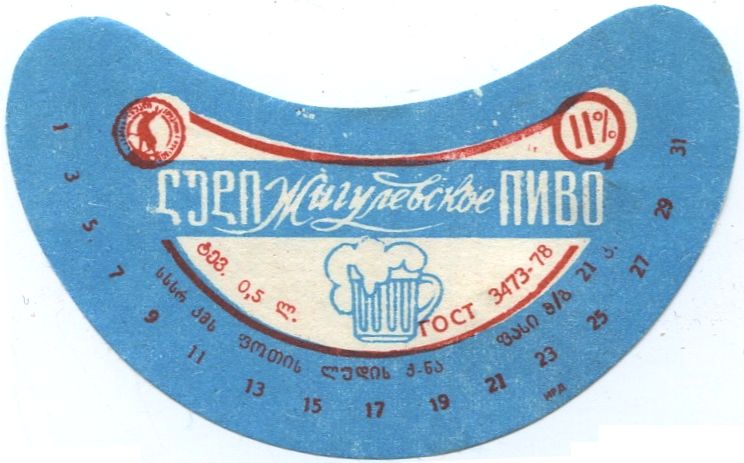 11%
ლუდი Жигулевское ПИВО
ტევ. 0,5 ლ.
ГОСТ 3473-78
სსსრ კმს ფოთის ლუდის ქ-ნა ფასი შ/გ 21 კ.
1 3 5 7 9 11 13 15 17 19 21 23 25 27 29 31